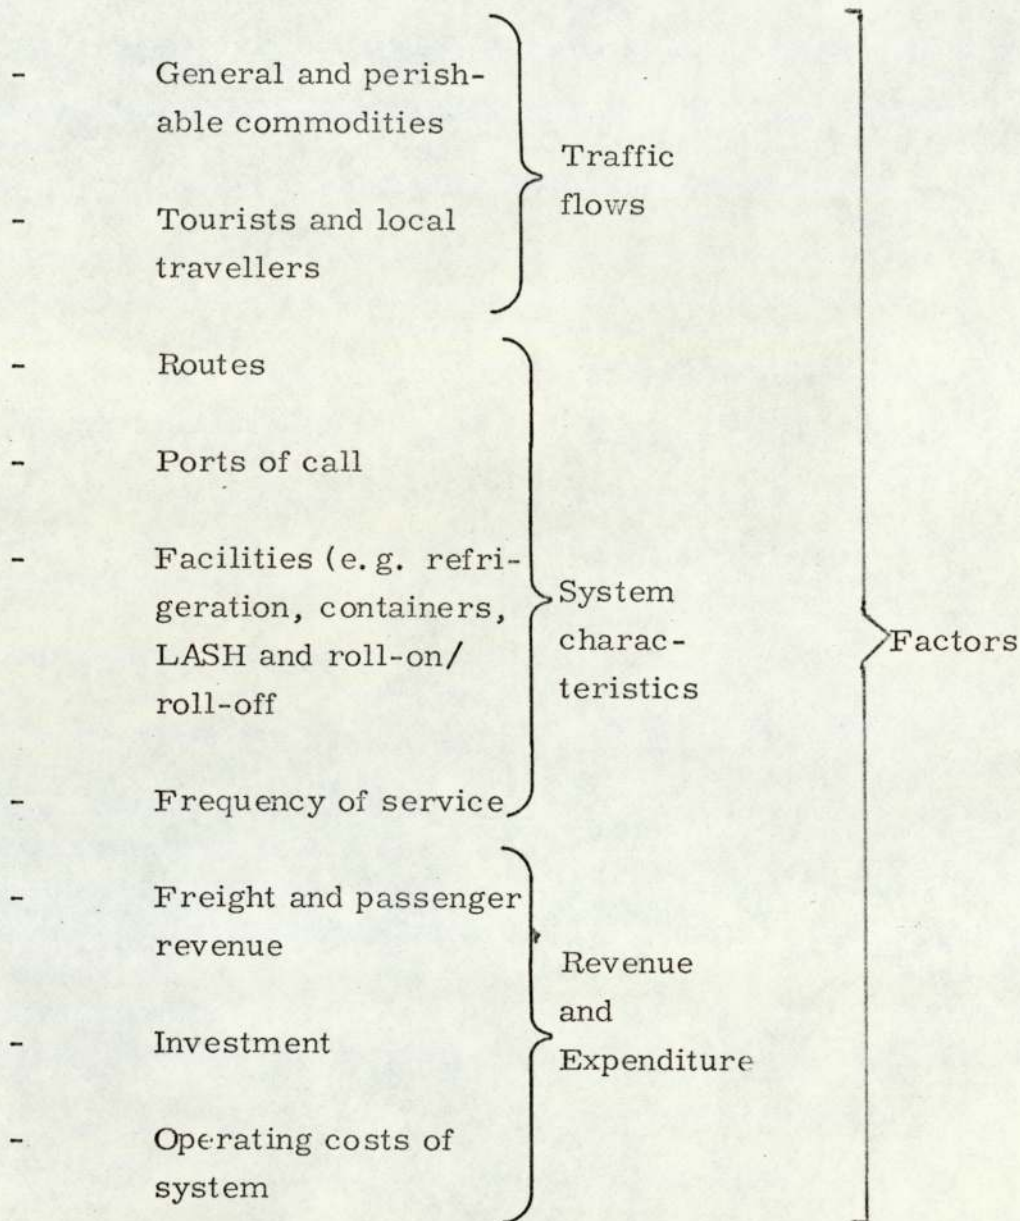 - General and perish-
able commodities
Traffic
flows
- Tourists and local
travellers
- Routes
- Ports of call
- Facilities (e.g. refri-
geration, containers,
LASH and roll-on/
roll-off
System
charac-
teristics
Factors
- Frequency of service
- Freight and passenger
revenue
Revenue
and
Expenditure
- Investment
- Operating costs of
system